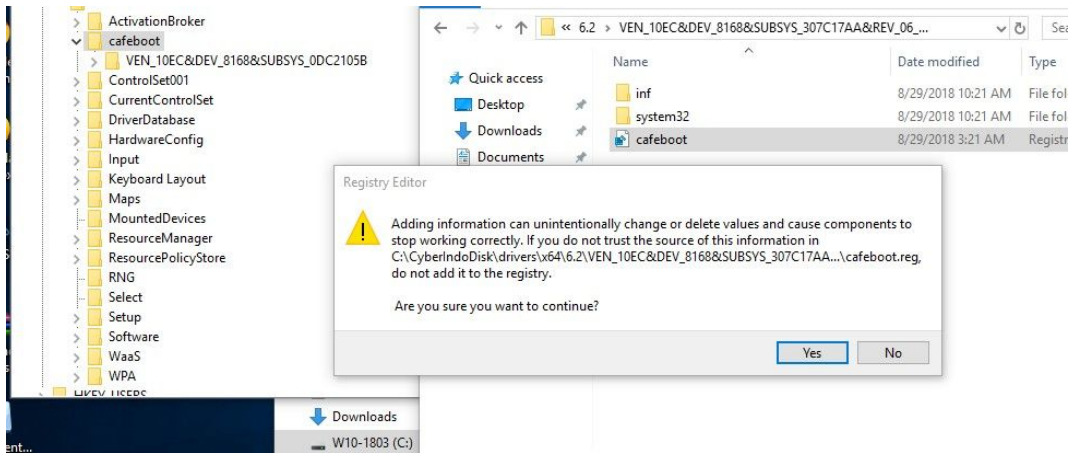 ActivationBroker
cafeboot
VEN_10EC&DEV_8168&SUBSYS_0DC2105B
ControlSet001
CurrentControlSet
DriverDatabase
HardwareConfig
Input
Keyboard Layout
Maps
MountedDevices
ResourceManager
ResourcePolicyStore
RNG
Select
Setup
Software
WaaS
WPA
HKEY_USERS
« 6.2 > VEN_10EC&DEV_8168&SUBSYS_307C17AA&REV_06_...
Sea
Name Date modified Type
Quick access
Desktop
Downloads
Documents
inf 8/29/2018 10:21 AM File fol
system32 8/29/2018 10:21 AM File fol
cafeboot 8/29/2018 3:21 AM Registr
Registry Editor
Adding information can unintentionally change or delete values and cause components to
stop working correctly. If you do not trust the source of this information in
C:\CyberIndoDisk\drivers\x64\6.2\VEN_10EC&DEV_8168&SUBSYS_307C17AA...\cafeboot.reg,
do not add it to the registry.
Are you sure you want to continue?
Yes No
Downloads
W10-1803 (C:)
ent...